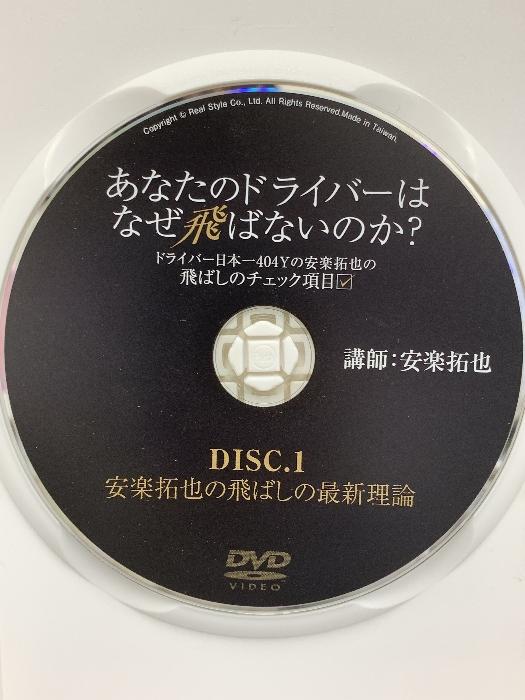 Copyright © Real Style Co., Ltd. All Rights Reserved.Made in Taiwan.
あなたのドライバーは
なぜ飛ばないのか?
ドライバー日本一404Yの安楽拓也の
飛ばしのチェック項目☑
講師:安楽拓也
DISC.1
安楽拓也の飛ばしの最新理論
DVD
VIDEO